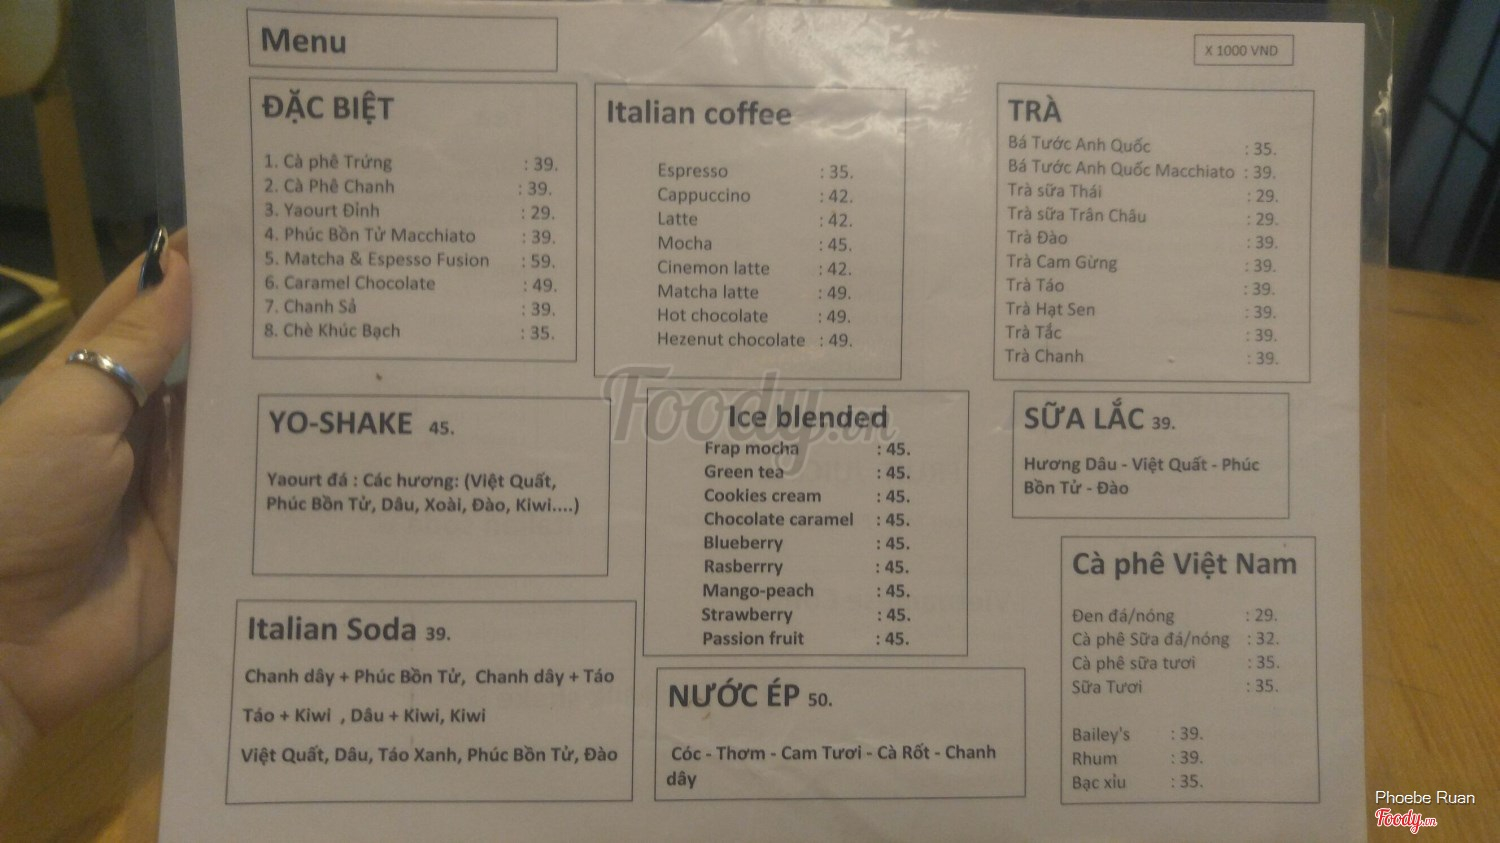 Menu
X 1000 VND
ĐẶC BIỆT
1. Cà phê Trứng : 39.
2. Cà Phê Chanh : 39.
3. Yaourt Đỉnh : 29.
4. Phúc Bồn Tử Macchiato : 39.
5. Matcha & Espesso Fusion : 59.
6. Caramel Chocolate : 49.
7. Chanh Sả : 39.
8. Chè Khúc Bạch : 35.
Italian coffee
Espresso : 35.
Cappuccino : 42.
Latte : 42.
Mocha : 45.
Cinemon latte : 42.
Matcha latte : 49.
Hot chocolate : 49.
Hezenut chocolate : 49.
TRÀ
Bá Tước Anh Quốc : 35.
Bá Tước Anh Quốc Macchiato : 39.
Trà sữa Thái : 29.
Trà sữa Trân Châu : 29.
Trà Đào : 39.
Trà Cam Gừng : 39.
Trà Táo : 39.
Trà Hạt Sen : 39.
Trà Tắc : 39.
Trà Chanh : 39.
YO-SHAKE 45.
Yaourt đá : Các hương: (Việt Quất,
Phúc Bồn Tử, Dâu, Xoài, Đào, Kiwi....)
Ice blended
Frap mocha : 45.
Green tea : 45.
Cookies cream : 45.
Chocolate caramel : 45.
Blueberry : 45.
Rasberrry : 45.
Mango-peach : 45.
Strawberry : 45.
Passion fruit : 45.
SỮA LẮC 39.
Hương Dâu - Việt Quất - Phúc
Bồn Tử - Đào
Italian Soda 39.
Chanh dây + Phúc Bồn Tử, Chanh dây + Táo
Táo + Kiwi , Dâu + Kiwi, Kiwi
Việt Quất, Dâu, Táo Xanh, Phúc Bồn Tử, Đào
NƯỚC ÉP 50.
Cóc - Thơm - Cam Tươi - Cà Rốt - Chanh
dây
Cà phê Việt Nam
Đen đá/nóng : 29.
Cà phê Sữa đá/nóng : 32.
Cà phê sữa tươi : 35.
Sữa Tươi : 35.
Bailey's : 39.
Rhum : 39.
Bạc xỉu : 35.
Foody.vn
Phoebe Ruan
Foody.vn